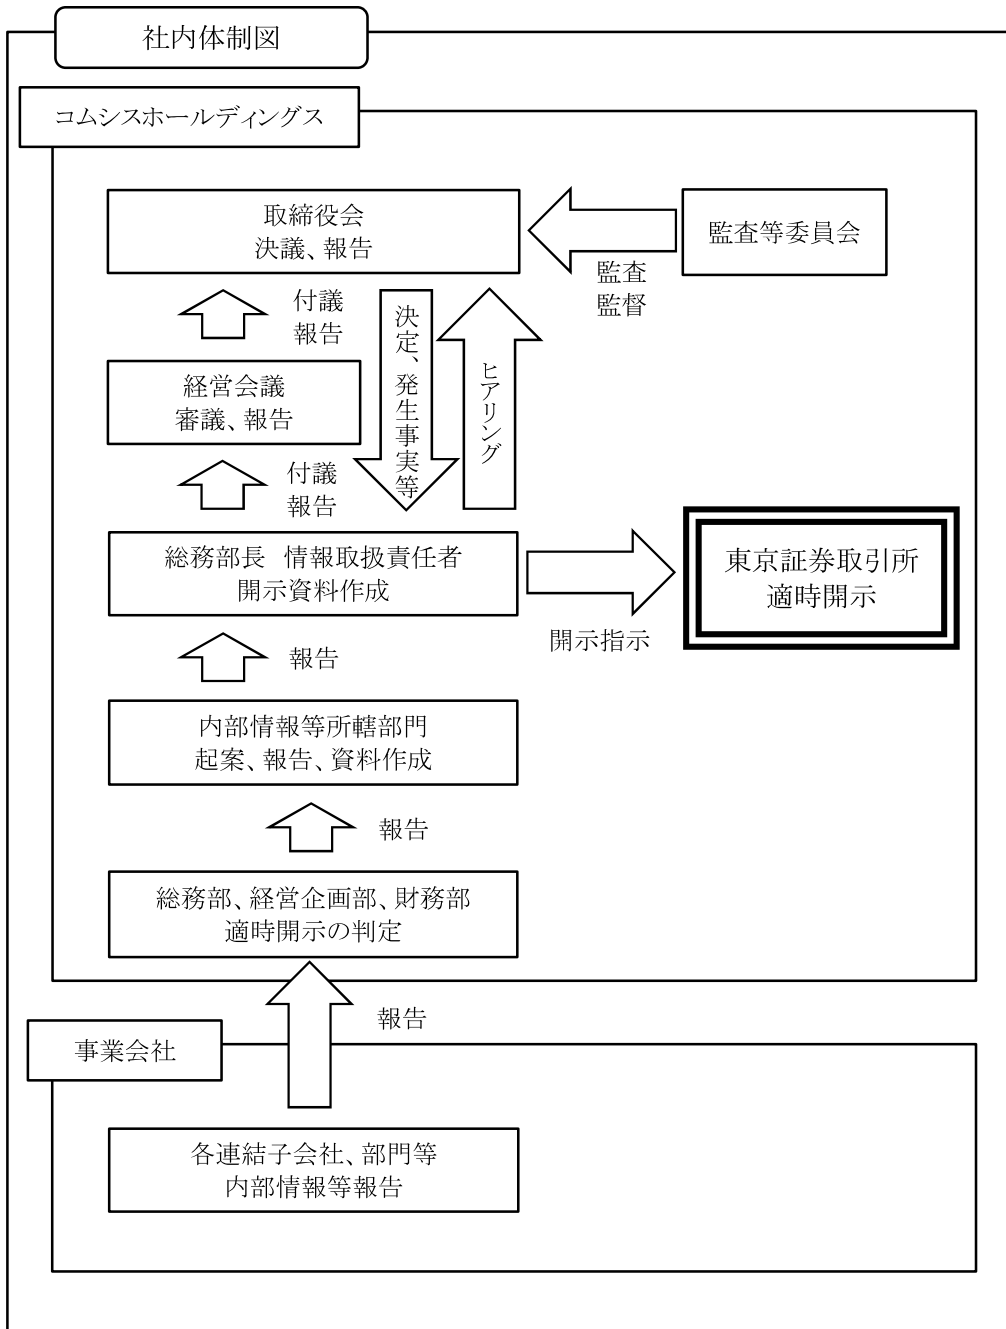 社内体制図
コムシスホールディングス
取締役会
決議、報告
監査等委員会
監査
監督
付議
報告
決定、発生事実等
ヒアリング
経営会議
審議、報告
付議
報告
総務部長　情報取扱責任者
開示資料作成
東京証券取引所
適時開示
開示指示
報告
内部情報等所轄部門
起案、報告、資料作成
報告
総務部、経営企画部、財務部
適時開示の判定
報告
事業会社
各連結子会社、部門等
内部情報等報告